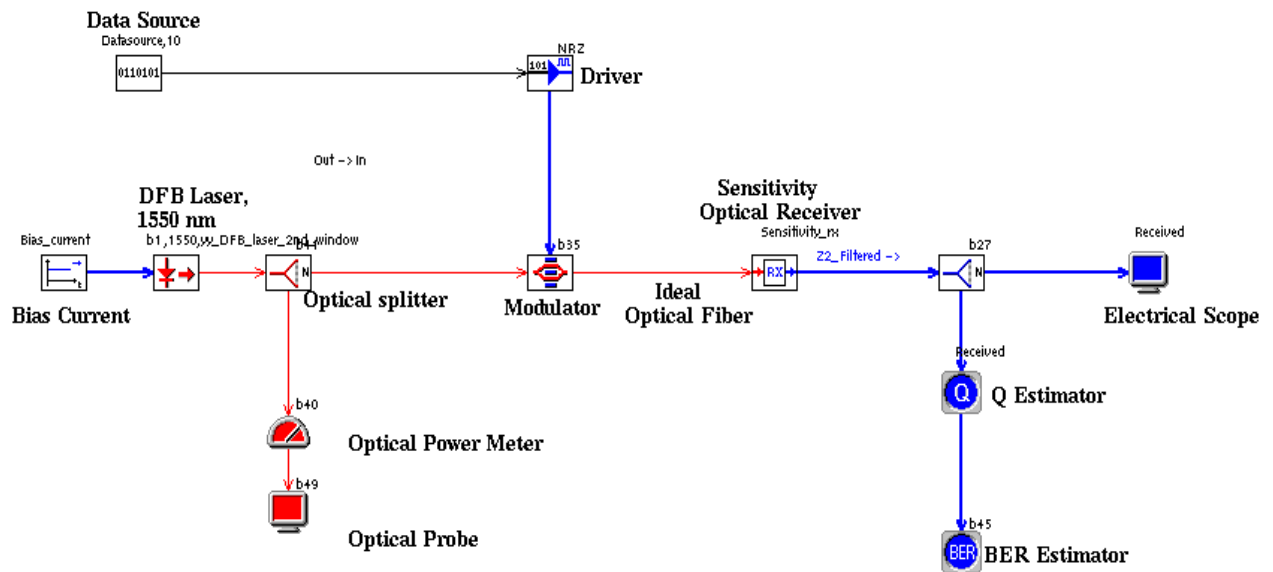 Data Source
Datasource,10
0110101
NRZ
101
Driver
Out -> In
DFB Laser,
1550 nm
Bias_current
b1,1550,vv_DFB_laser_2nd_window
b44
N
Bias Current
Optical splitter
b35
Modulator
Ideal
Optical Fiber
Sensitivity
Optical Receiver
Sensitivity_rx
RX
Z2_Filtered ->
b27
N
Received
Electrical Scope
Received
Q
Q Estimator
b40
Optical Power Meter
b49
Optical Probe
b45
BER
BER Estimator